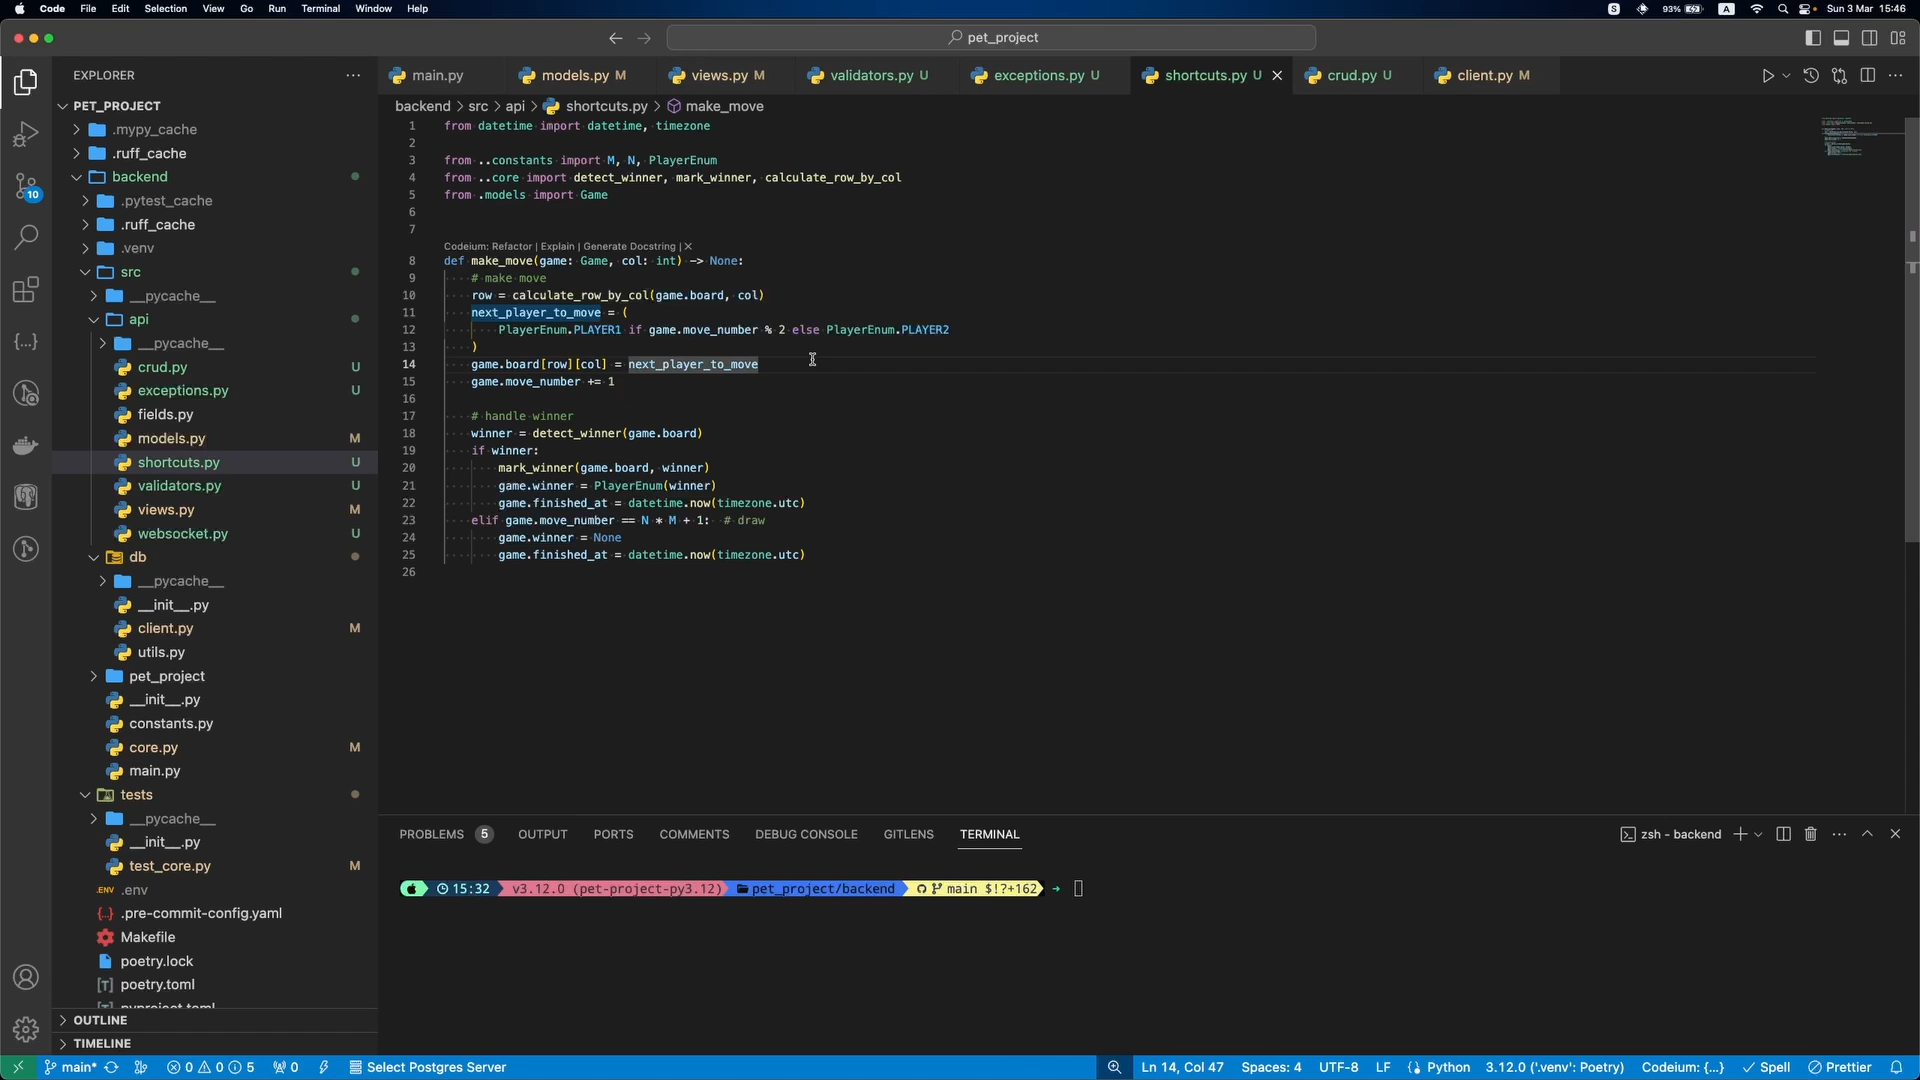 Code File Edit Selection View Go Run Terminal Window Help
S 93% A Sun 3 Mar 15:46
pet_project
EXPLORER
main.py
models.py M
views.py M
validators.py U
exceptions.py U
shortcuts.py U
crud.py U
client.py M
backend > src > api > shortcuts.py > make_move
PET_PROJECT
.mypy_cache
.ruff_cache
backend
.pytest_cache
.ruff_cache
.venv
src
__pycache__
api
__pycache__
crud.py U
exceptions.py U
fields.py
models.py M
shortcuts.py U
validators.py U
views.py M
websocket.py U
db
__pycache__
__init__.py
client.py M
utils.py
pet_project
__init__.py
constants.py
core.py M
main.py
tests
__pycache__
__init__.py
test_core.py M
.ENV .env
.pre-commit-config.yaml
Makefile
poetry.lock
poetry.toml
pyproject.toml
OUTLINE
TIMELINE
10
1 from datetime import datetime, timezone
2
3 from ..constants import M, N, PlayerEnum
4 from ..core import detect_winner, mark_winner, calculate_row_by_col
5 from .models import Game
6
7
Codeium: Refactor | Explain | Generate Docstring | ✕
8 def make_move(game: Game, col: int) -> None:
9 # make move
10 row = calculate_row_by_col(game.board, col)
11 next_player_to_move = (
12 PlayerEnum.PLAYER1 if game.move_number % 2 else PlayerEnum.PLAYER2
13 )
14 game.board[row][col] = next_player_to_move
15 game.move_number += 1
16
17 # handle winner
18 winner = detect_winner(game.board)
19 if winner:
20 mark_winner(game.board, winner)
21 game.winner = PlayerEnum(winner)
22 game.finished_at = datetime.now(timezone.utc)
23 elif game.move_number == N * M + 1: # draw
24 game.winner = None
25 game.finished_at = datetime.now(timezone.utc)
26
PROBLEMS 5 OUTPUT PORTS COMMENTS DEBUG CONSOLE GITLENS TERMINAL
zsh - backend
15:32 v3.12.0 (pet-project-py3.12) pet_project/backend main $!?+162 →
main* 0 0 5 0 Select Postgres Server
Ln 14, Col 47 Spaces: 4 UTF-8 LF Python 3.12.0 ('.venv': Poetry) Codeium: {...} Spell Prettier